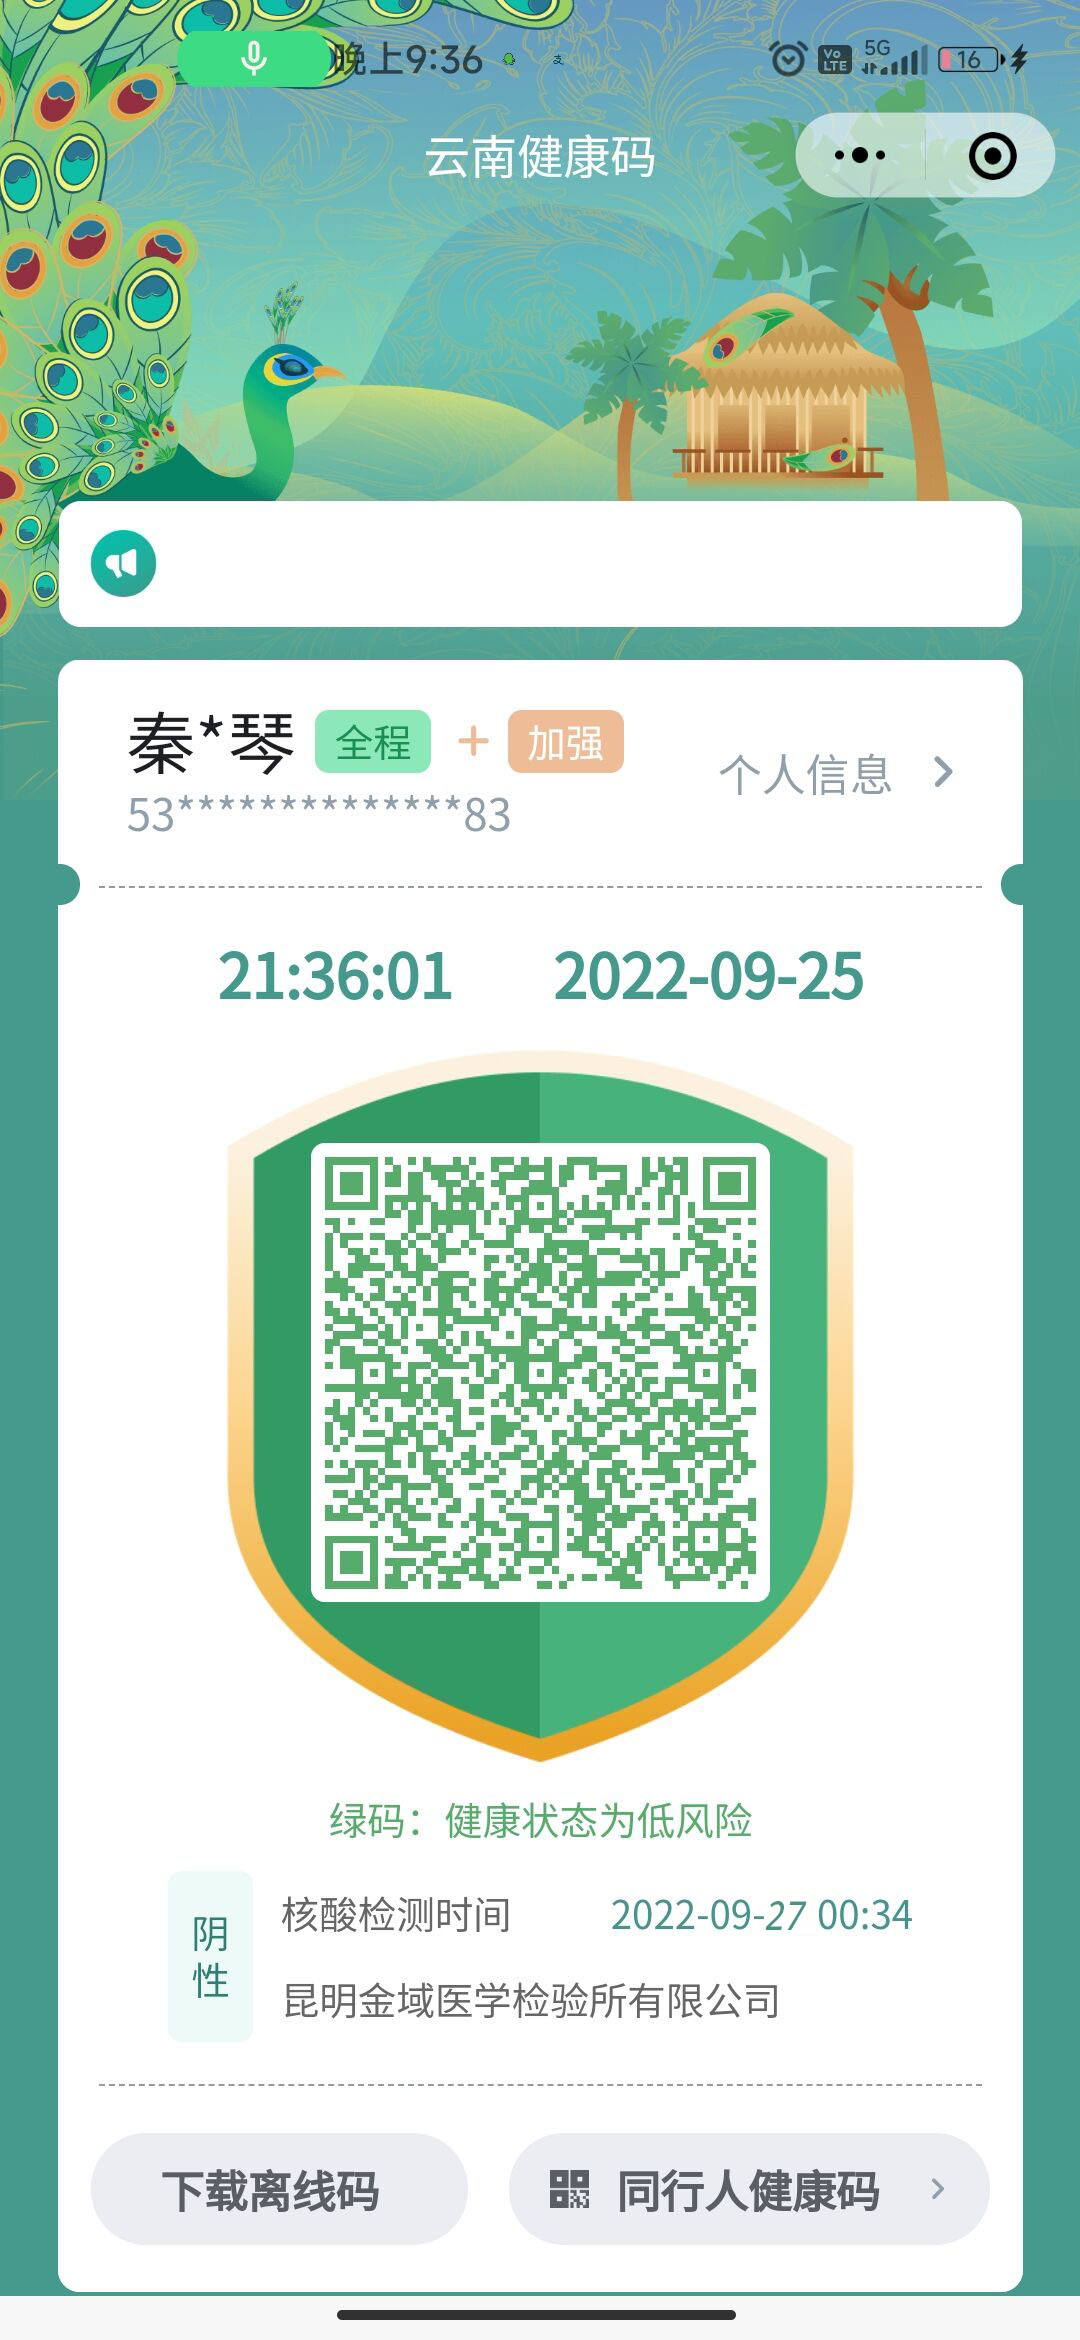 晚上9:36
5G
Vo LTE
16
云南健康码
秦*琴 全程 + 加强
个人信息
53**************83
21:36:01 2022-09-25
绿码：健康状态为低风险
阴性
核酸检测时间 2022-09-27 00:34
昆明金域医学检验所有限公司
下载离线码
同行人健康码